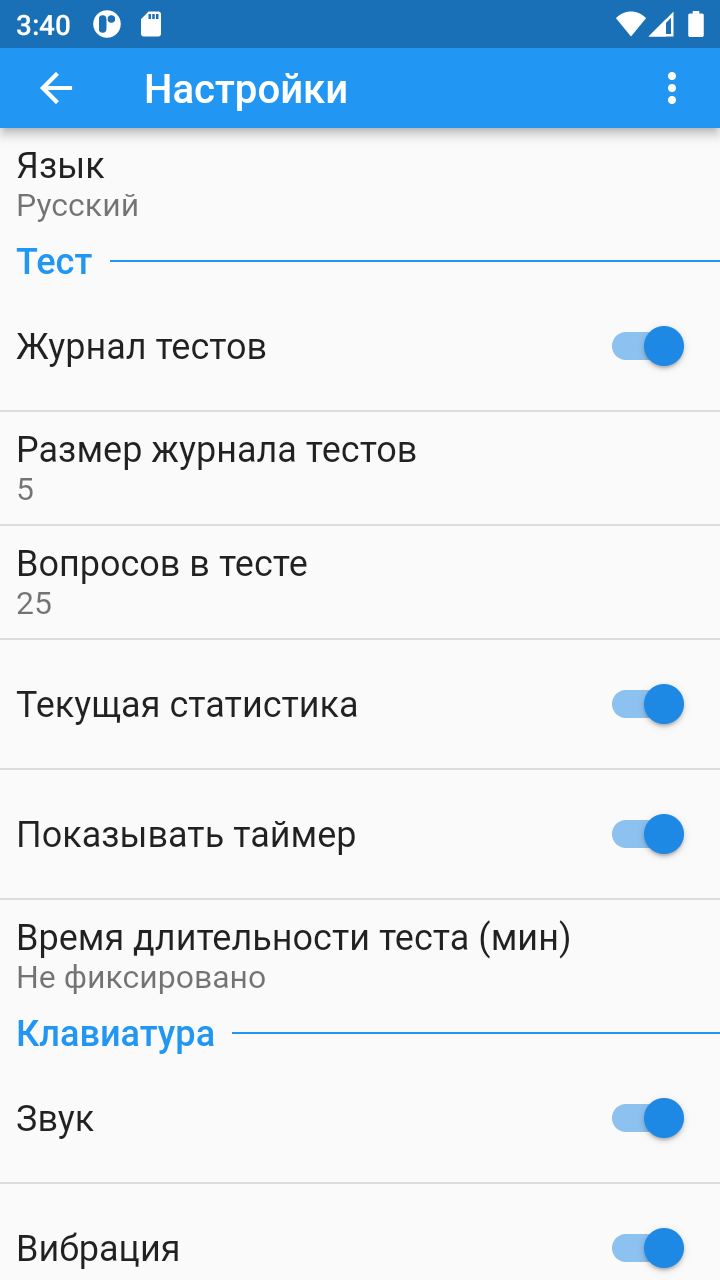 3:40
Настройки
Язык
Русский
Тест
Журнал тестов
Размер журнала тестов
5
Вопросов в тесте
25
Текущая статистика
Показывать таймер
Время длительности теста (мин)
Не фиксировано
Клавиатура
Звук
Вибрация